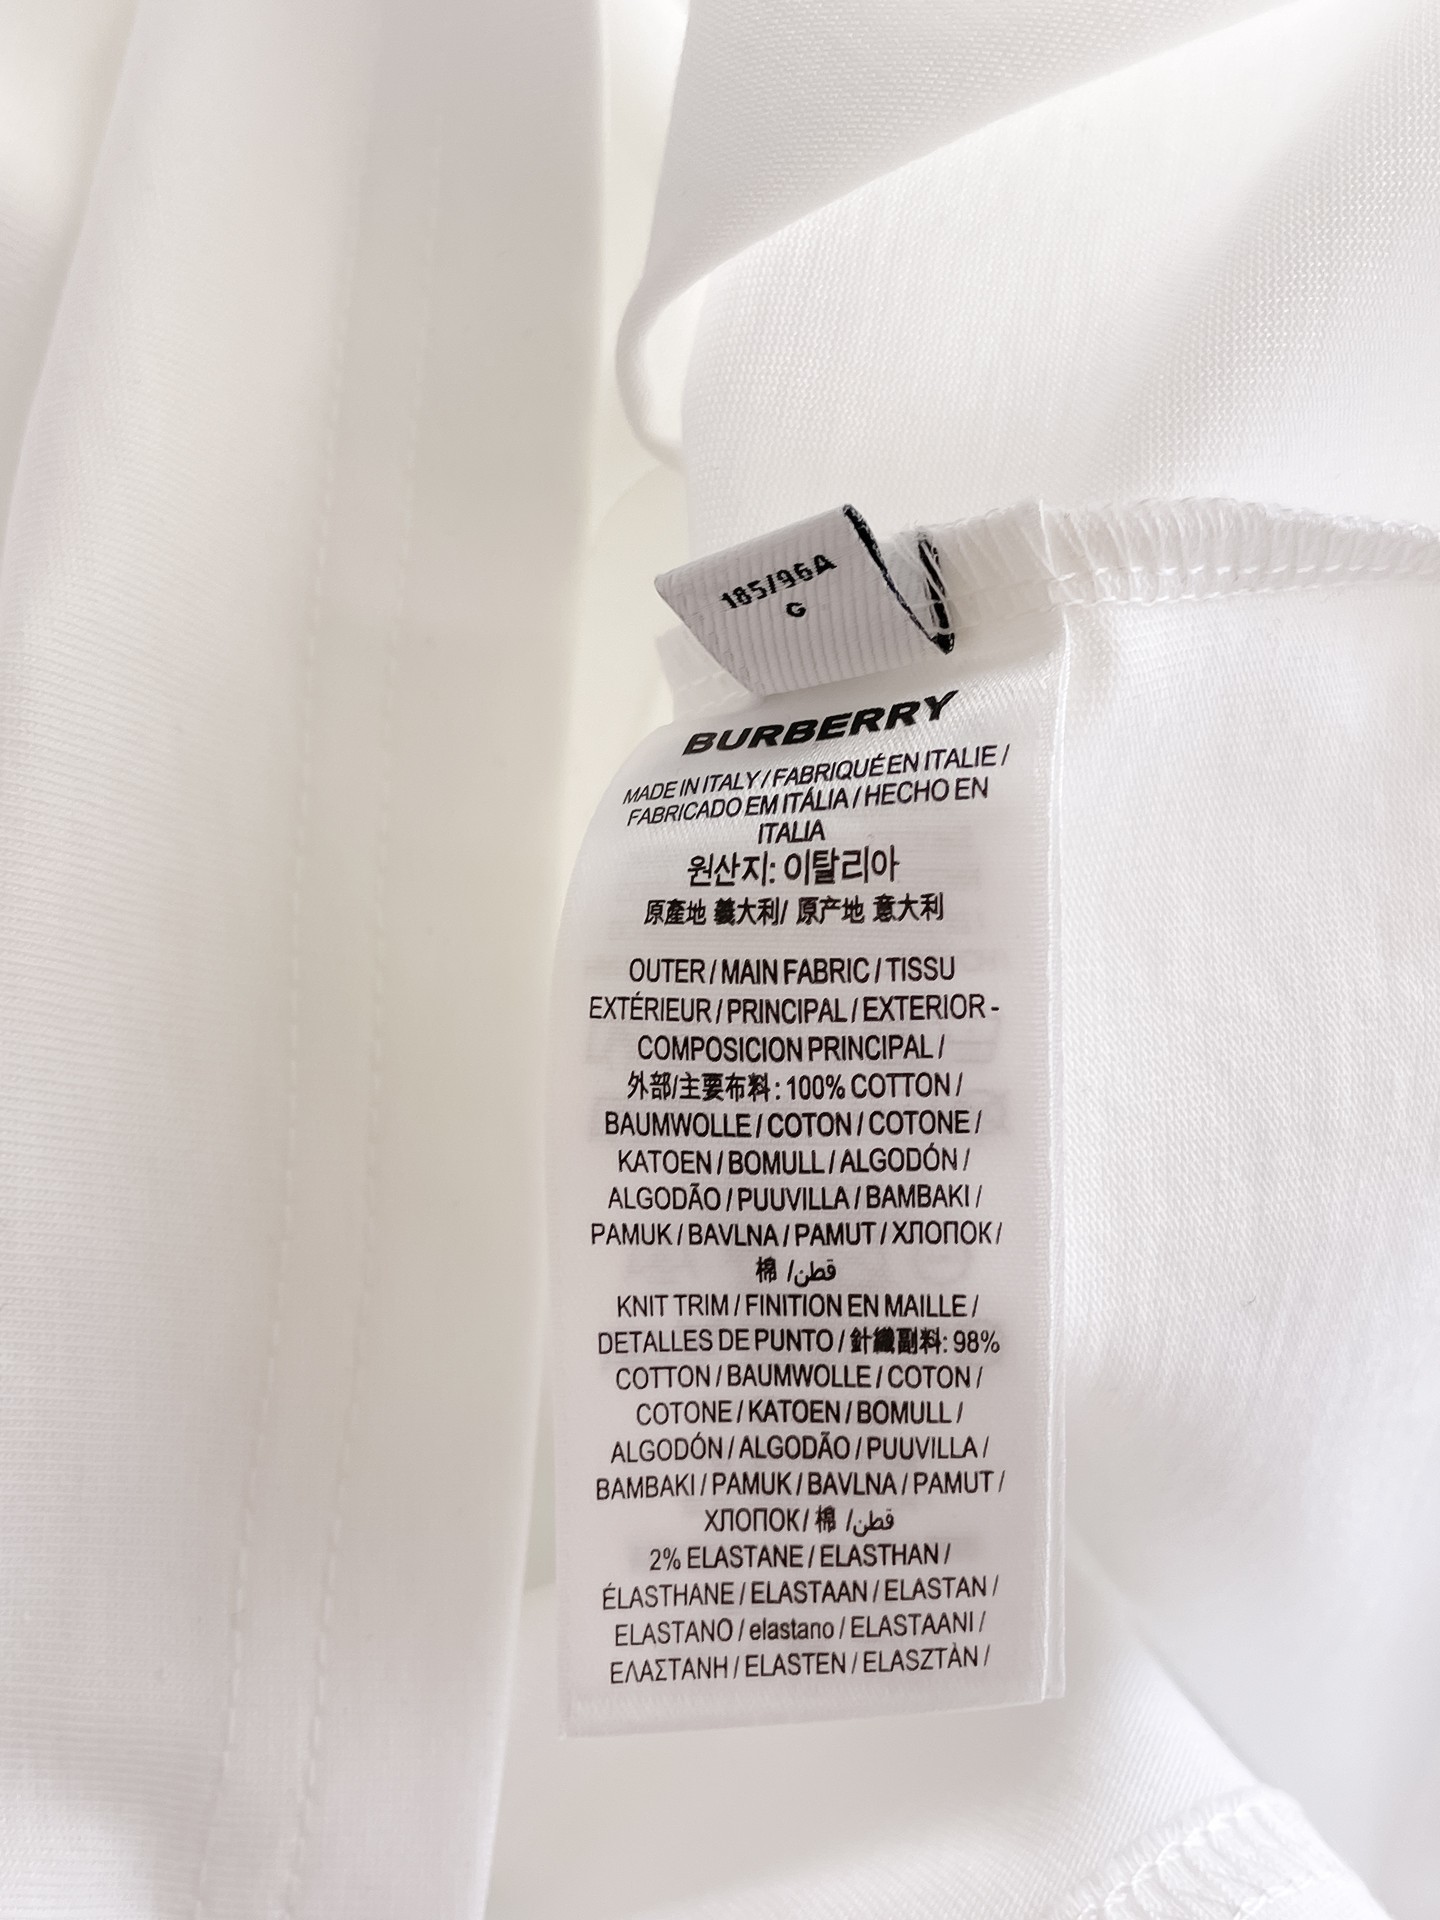 185/96A
G
BURBERRY
MADE IN ITALY / FABRIQUÉ EN ITALIE /
FABRICADO EM ITÁLIA / HECHO EN
ITALIA
원산지: 이탈리아
原產地 義大利/ 原产地 意大利
OUTER / MAIN FABRIC / TISSU
EXTÉRIEUR / PRINCIPAL / EXTERIOR -
COMPOSICION PRINCIPAL /
外部/主要布料: 100% COTTON /
BAUMWOLLE / COTON / COTONE /
KATOEN / BOMULL / ALGODÓN /
ALGODÃO / PUUVILLA / BAMBAKI /
PAMUK / BAVLNA / PAMUT / ХЛОПОК /
棉 /قطن
KNIT TRIM / FINITION EN MAILLE /
DETALLES DE PUNTO / 針織副料: 98%
COTTON / BAUMWOLLE / COTON /
COTONE / KATOEN / BOMULL /
ALGODÓN / ALGODÃO / PUUVILLA /
BAMBAKI / PAMUK / BAVLNA / PAMUT /
ХЛОПОК / 棉 /قطن
2% ELASTANE / ELASTHAN /
ÉLASTHANE / ELASTAAN / ELASTAN /
ELASTANO / elastano / ELASTAANI /
ΕΛΑΣΤΑΝΗ / ELASTEN / ELASZTÀN /